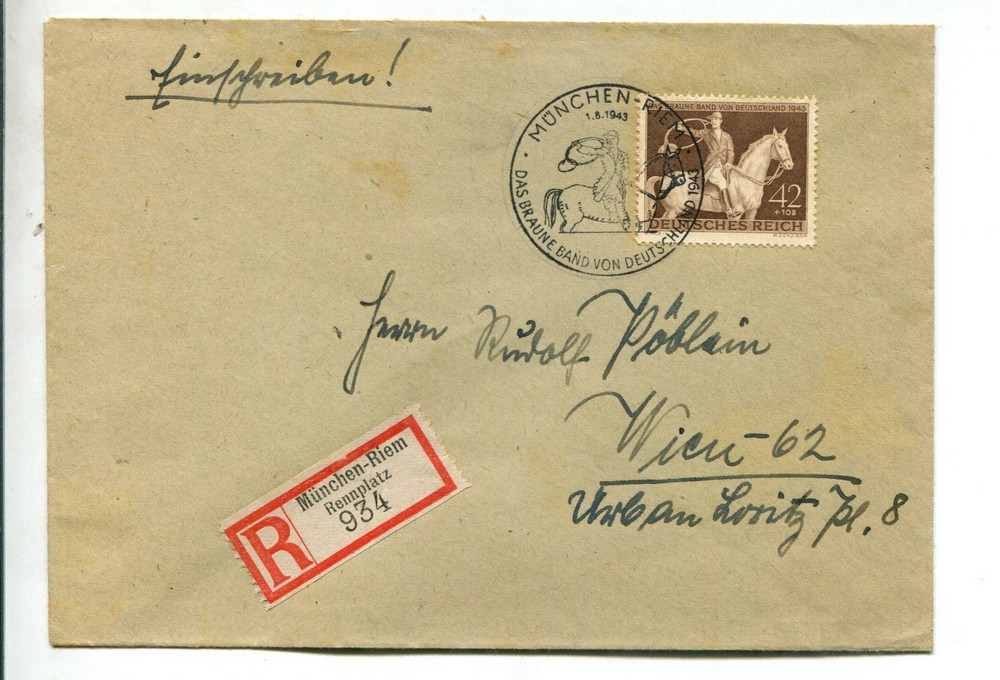 Einschreiben!
MÜNCHEN-RIEM
1.8.1943
DAS BRAUNE BAND VON DEUTSCHLAND 1943
DAS BRAUNE BAND VON DEUTSCHLAND 1943
42
+108
DEUTSCHES REICH
Herrn Rudolf Pöblein
Wien-62
Urban Loritz Pl. 8
R
München-Riem
Rennplatz
934